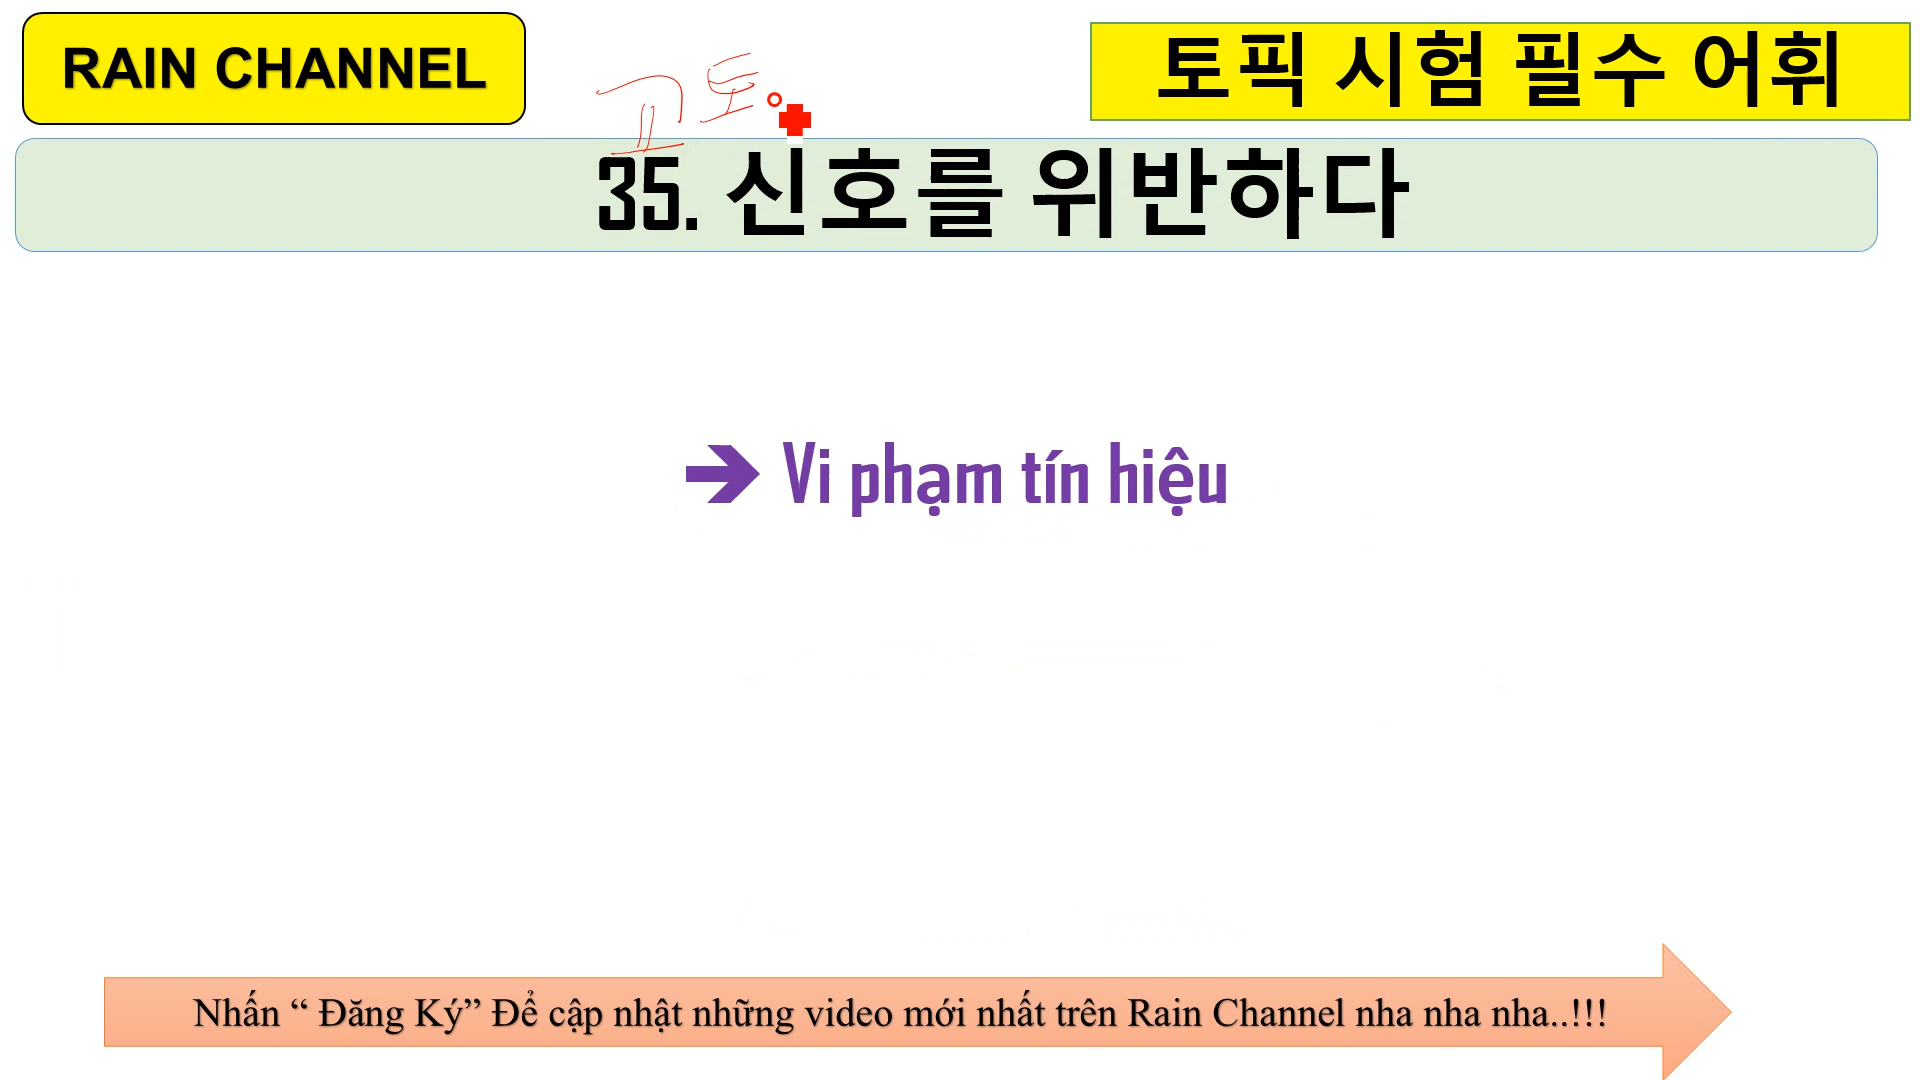 RAIN CHANNEL
교토
토픽 시험 필수 어휘
35. 신호를 위반하다
➔ Vi phạm tín hiệu
Nhấn “ Đăng Ký” Để cập nhật những video mới nhất trên Rain Channel nha nha nha..!!!